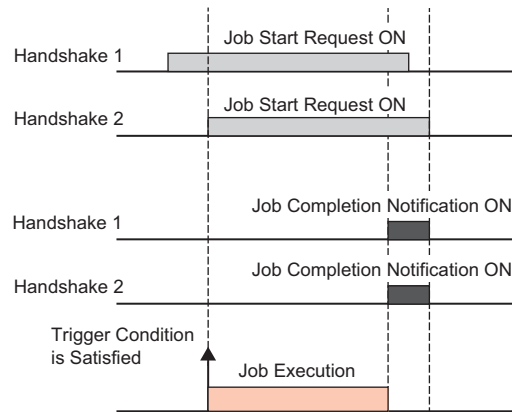 Job Start Request ON
Handshake 1
Job Start Request ON
Handshake 2
Job Completion Notification ON
Handshake 1
Job Completion Notification ON
Handshake 2
Trigger Condition
is Satisfied
Job Execution